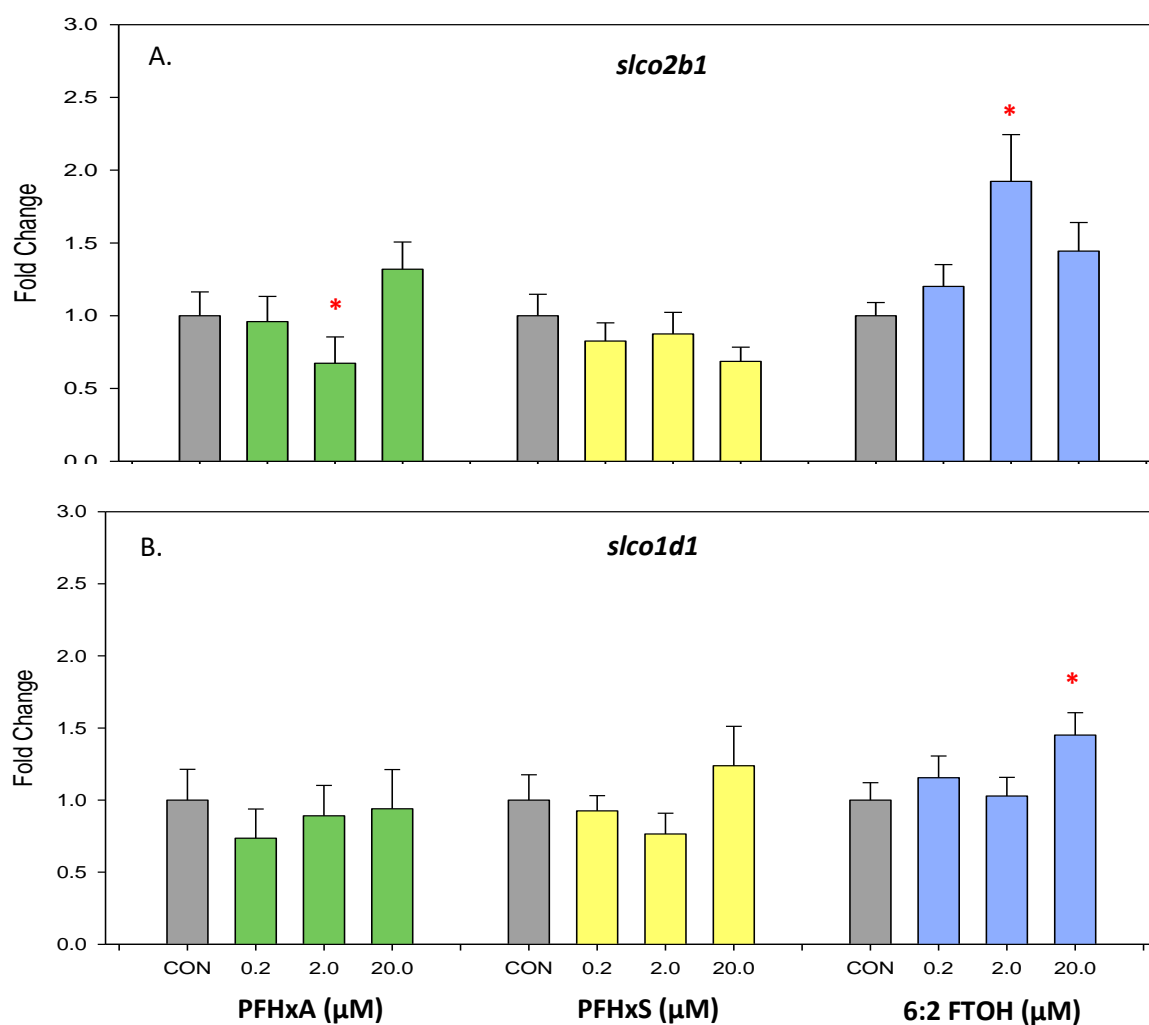 3.0
A.
slco2b1
2.5
*
2.0
Fold Change
1.5
*
1.0
0.5
0.0
3.0
B.
slco1d1
2.5
2.0
*
Fold Change
1.5
1.0
0.5
0.0
CON 0.2 2.0 20.0 CON 0.2 2.0 20.0 CON 0.2 2.0 20.0
PFHxA (μM) PFHxS (μM) 6:2 FTOH (μM)